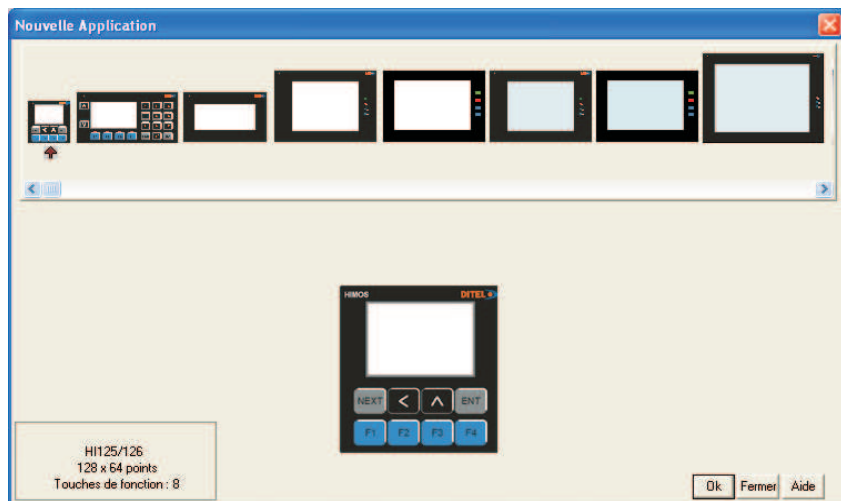 Nouvelle Application
HIMOS DITEL
NEXT < ^ ENT
F1 F2 F3 F4
HI125/126
128 x 64 points
Touches de fonction : 8
Ok Fermer Aide